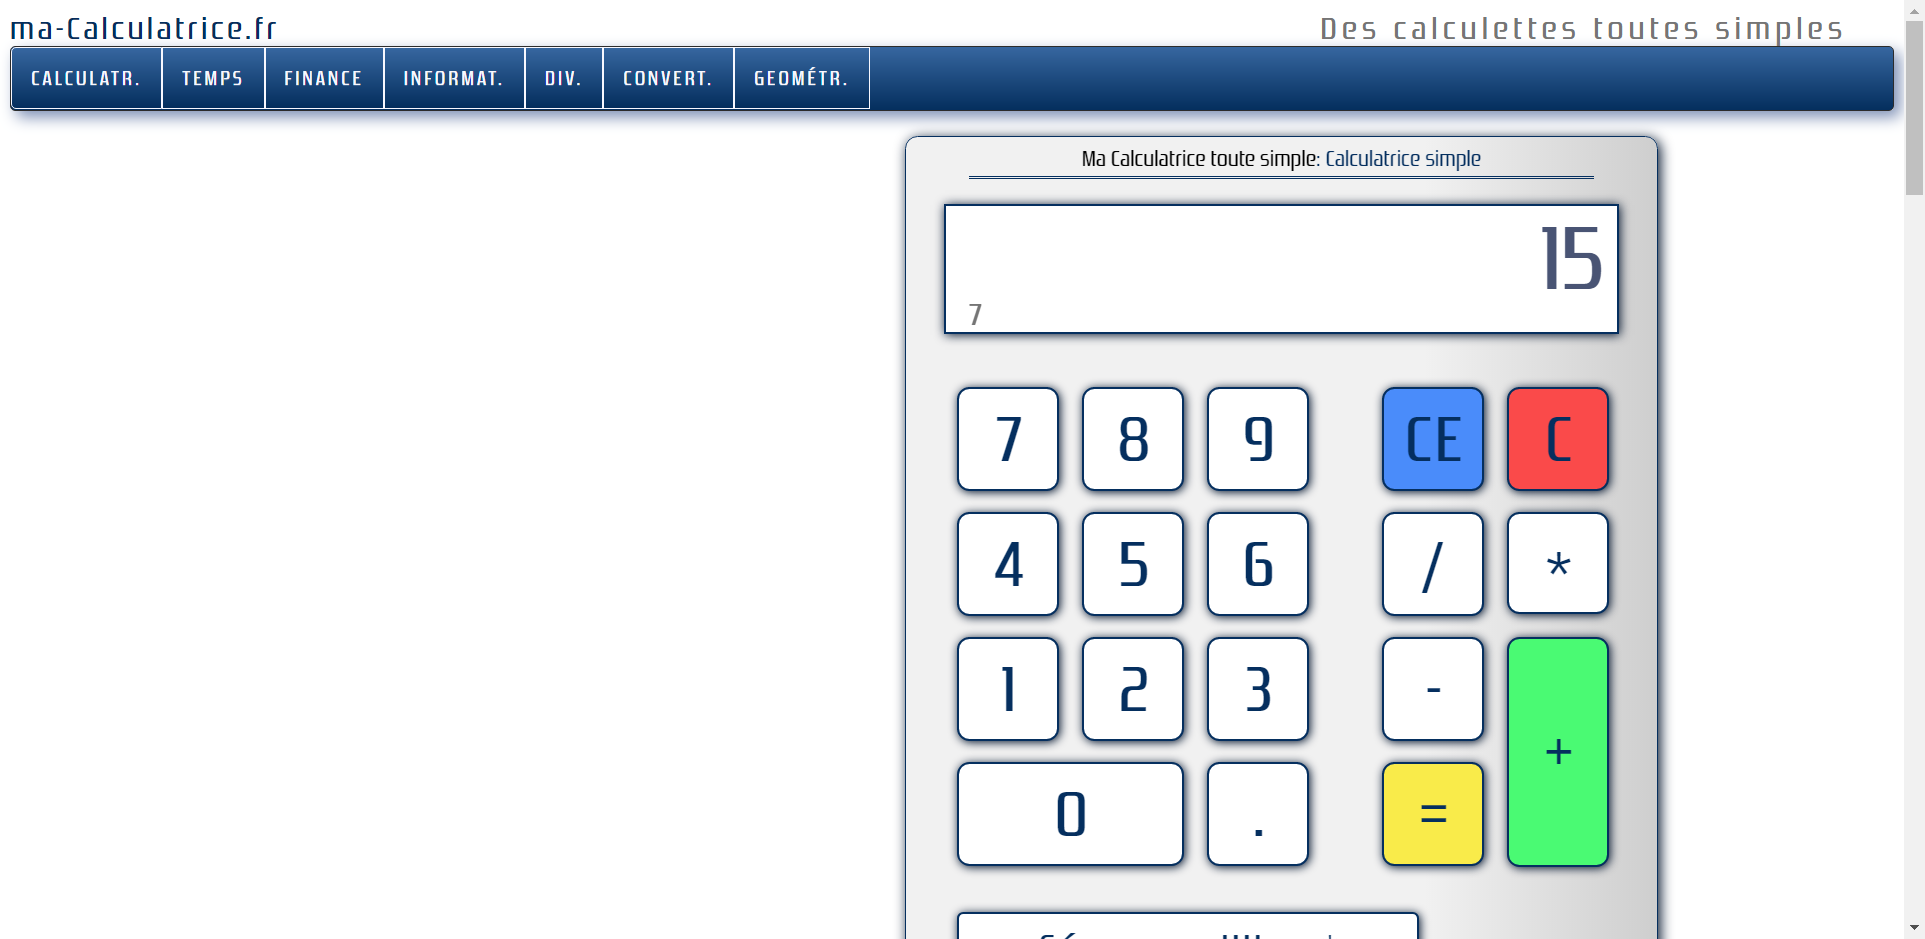 ma-Calculatrice.fr
Des calculettes toutes simples
CALCULATR. TEMPS FINANCE INFORMAT. DIV. CONVERT. GEOMÉTR.
Ma Calculatrice toute simple: Calculatrice simple
15
7
7 8 9 CE C
4 5 6 / *
1 2 3 - +
0 . =